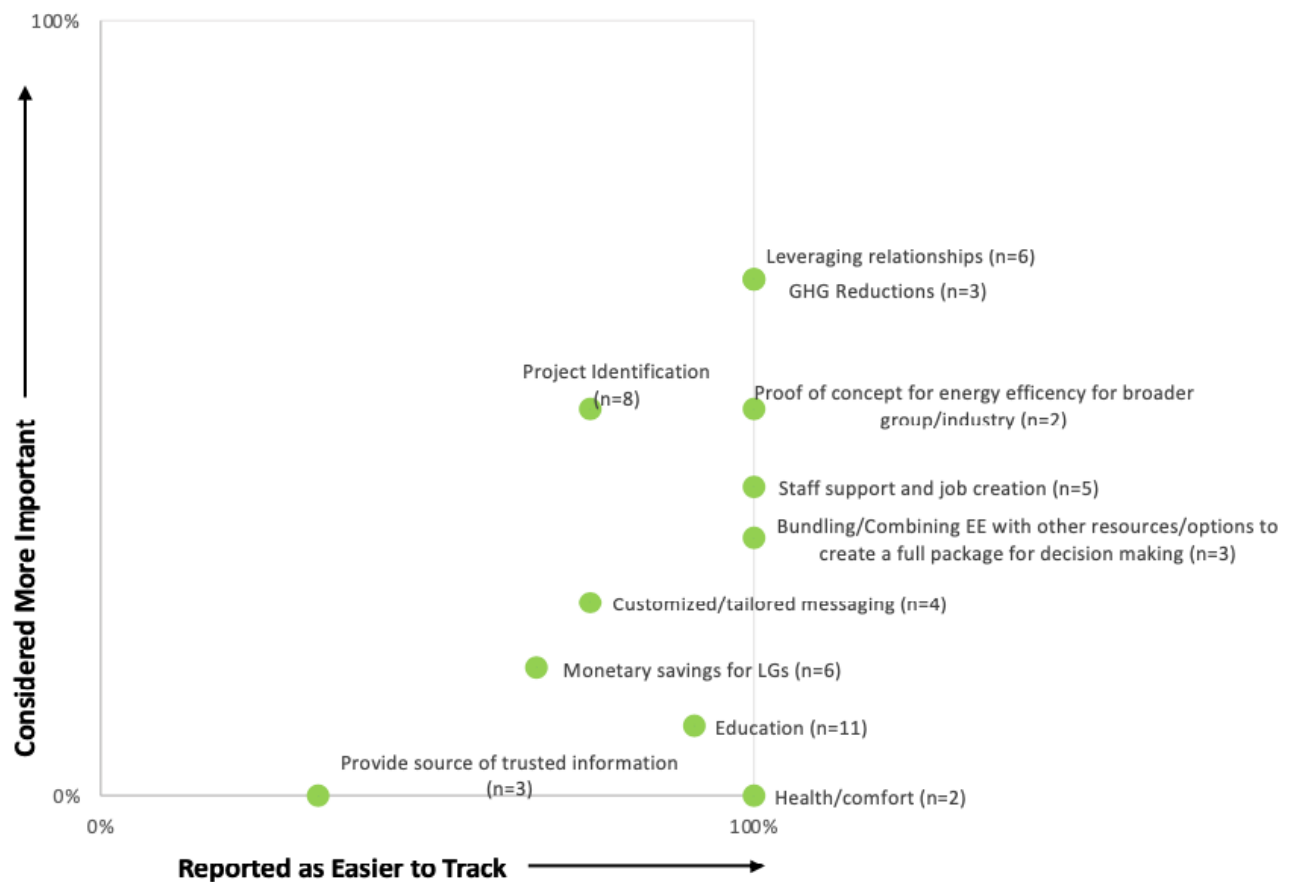 100%
Leveraging relationships (n=6)
GHG Reductions (n=3)
Project Identification
(n=8)
Proof of concept for energy efficency for broader
group/industry (n=2)
Staff support and job creation (n=5)
Bundling/Combining EE with other resources/options to
create a full package for decision making (n=3)
Customized/tailored messaging (n=4)
Monetary savings for LGs (n=6)
Education (n=11)
Provide source of trusted information
(n=3)
Health/comfort (n=2)
0%
0%
100%
Considered More Important
Reported as Easier to Track